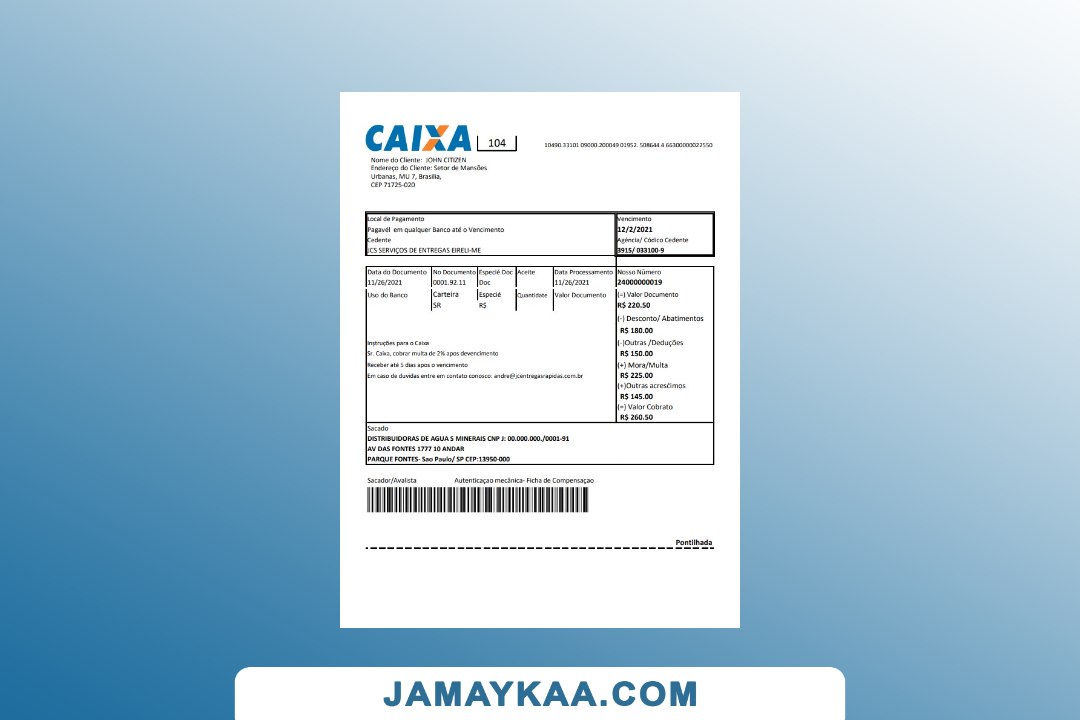 CAIXA 104 10490.33101 09000.200049 01952. 508644 4 66300000022550
Nome do Cliente: JOHN CITIZEN
Endereço do Cliente: Setor de Mansões
Urbanas, MU 7, Brasilia,
CEP 71725-020
Local de Pagamento Vencimento
Pagavél em qualquer Banco até o Vencimento 12/2/2021
Cedente Agência/ Códico Cedente
JCS SERVIÇOS DE ENTREGAS EIRELI-ME 3915/ 033100-9
Data do Documento No Documento Especié Doc Aceite Data Processamento Nosso Número
11/26/2021 0001.92.11 Doc 11/26/2021 24000000019
Uso do Banco Carteira Especié Quantidate Valor Documento (=) Valor Documento
SR R$ R$ 220.50
(-) Desconto/ Abatimentos
R$ 180.00
Instruções para o Caixa (-)Outras /Deduções
Sr. Caixa, cobrar multa de 2% apos devencimento R$ 150.00
Receber até 5 dias apos o vencimento (+) Mora/Multa
Em caso de duvidas entre em contato conosco: andre@jcentregasrapidas.com.br R$ 225.00
(+)Outras acrescimos
R$ 145.00
(=) Valor Cobrato
R$ 260.50
Sacado
DISTRIBUIDORAS DE AGUA S MINERAIS CNP J: 00.000.000./0001-91
AV DAS FONTES 1777 10 ANDAR
PARQUE FONTES- Sao Paulo/ SP CEP:13950-000
Sacador/Avalista Autenticaçao mecânica- Ficha de Compensaçao
Pontilhada
JAMAYKAA.COM